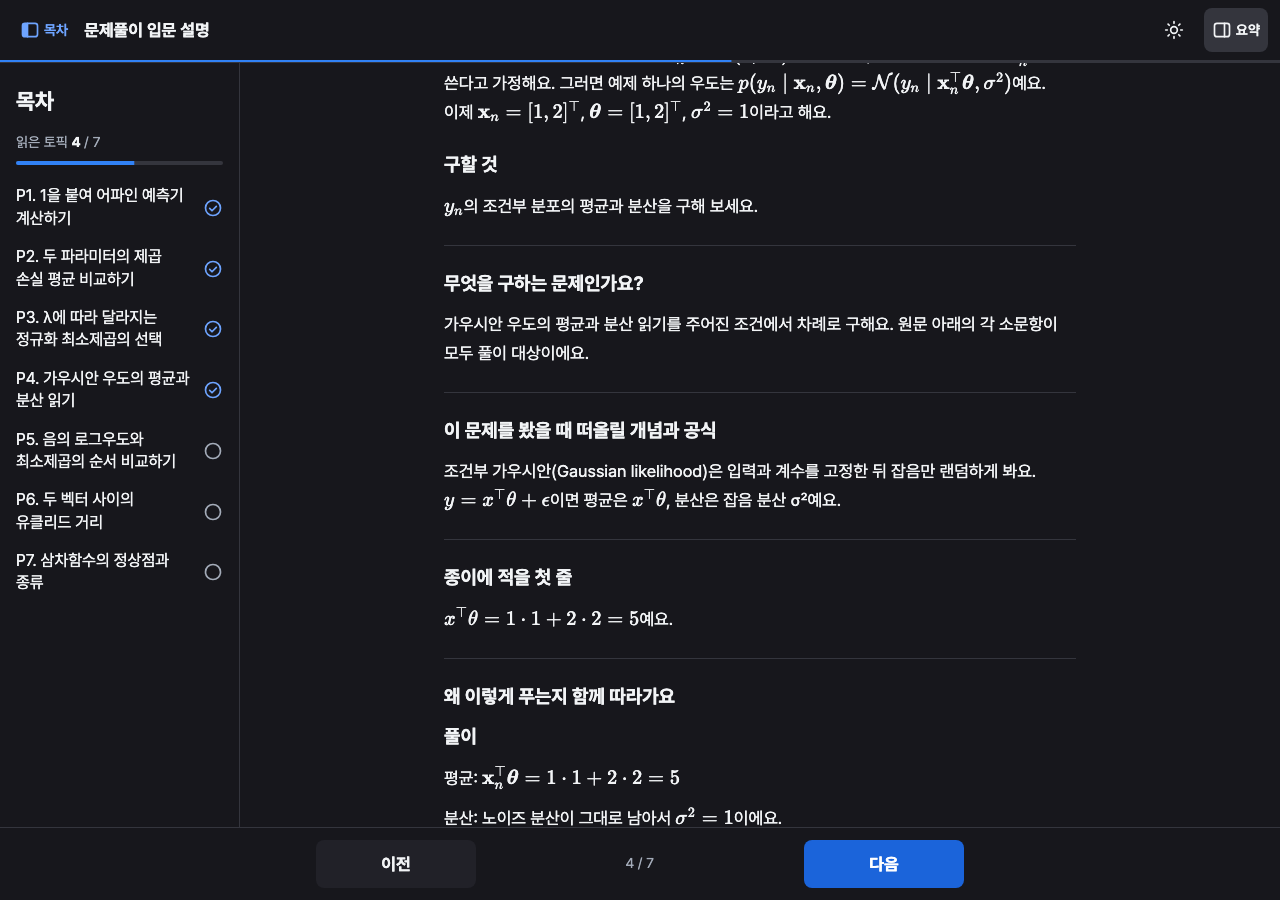 목차 문제풀이 입문 설명 요약
목차
읽은 토픽 4 / 7
P1. 1을 붙여 어파인 예측기
계산하기
P2. 두 파라미터의 제곱
손실 평균 비교하기
P3. λ에 따라 달라지는
정규화 최소제곱의 선택
P4. 가우시안 우도의 평균과
분산 읽기
P5. 음의 로그우도와
최소제곱의 순서 비교하기
P6. 두 벡터 사이의
유클리드 거리
P7. 삼차함수의 정상점과
종류
쓴다고 가정해요. 그러면 예제 하나의 우도는 p(yₙ | xₙ, θ) = 𝒩(yₙ | xₙ^⊤θ, σ²)예요.
이제 xₙ = [1, 2]^⊤, θ = [1, 2]^⊤, σ² = 1이라고 해요.
구할 것
yₙ의 조건부 분포의 평균과 분산을 구해 보세요.
무엇을 구하는 문제인가요?
가우시안 우도의 평균과 분산 읽기를 주어진 조건에서 차례로 구해요. 원문 아래의 각 소문항이
모두 풀이 대상이에요.
이 문제를 봤을 때 떠올릴 개념과 공식
조건부 가우시안(Gaussian likelihood)은 입력과 계수를 고정한 뒤 잡음만 랜덤하게 봐요.
y = x^⊤θ + ϵ이면 평균은 x^⊤θ, 분산은 잡음 분산 σ²예요.
종이에 적을 첫 줄
x^⊤θ = 1 · 1 + 2 · 2 = 5예요.
왜 이렇게 푸는지 함께 따라가요
풀이
평균: xₙ^⊤θ = 1 · 1 + 2 · 2 = 5
분산: 노이즈 분산이 그대로 남아서 σ² = 1이에요.
이전 4 / 7 다음